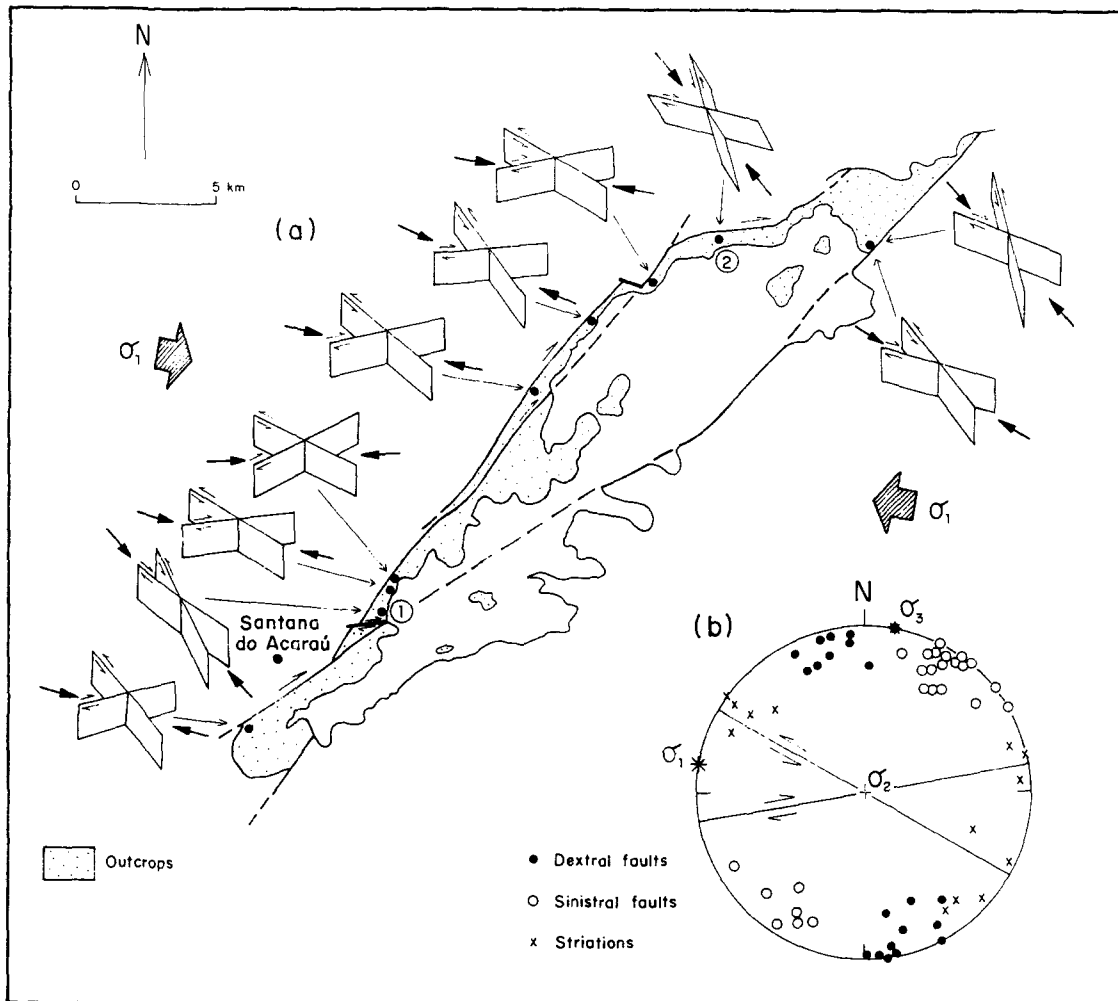 N
0 5 km
(a)
2
σ1
σ1
1
Santana
do Acaraú
N
(b)
σ3
σ1
σ2
Outcrops
Dextral faults
Sinistral faults
x Striations